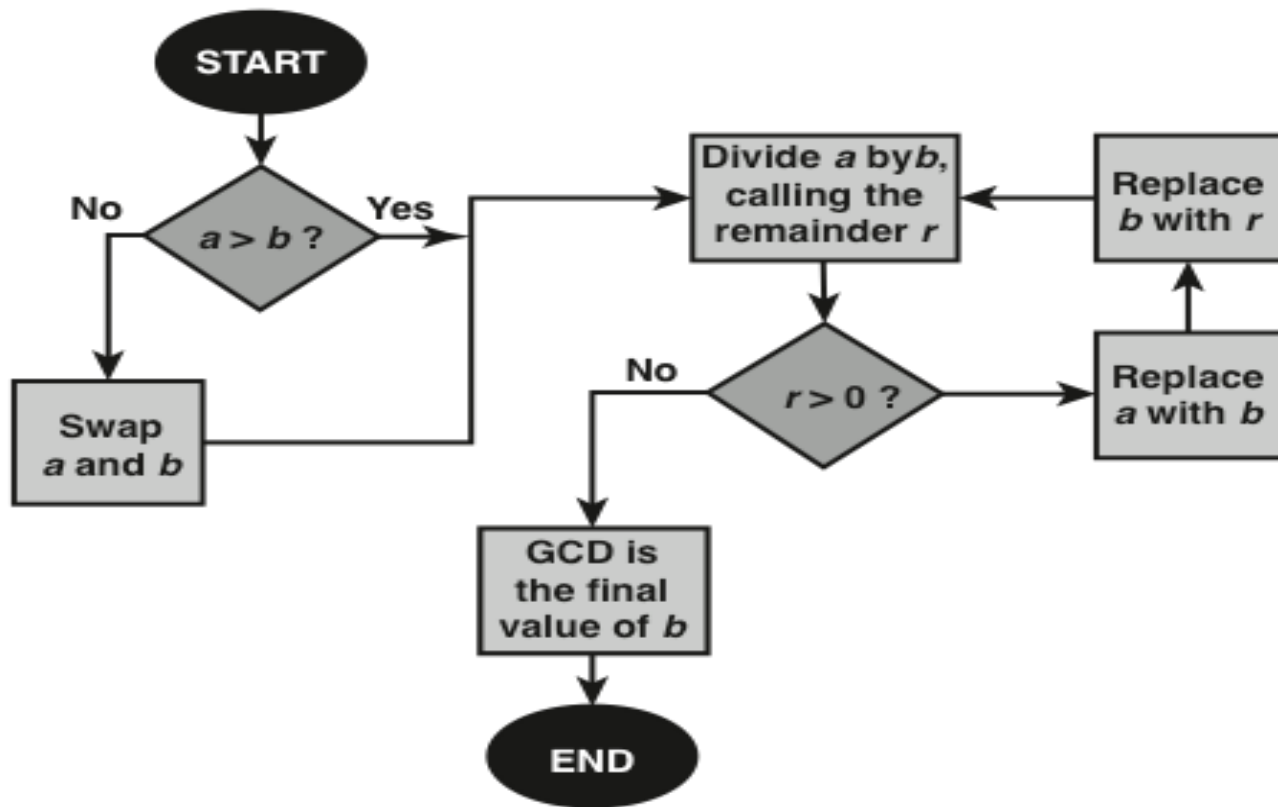 START
No
Yes
a > b ?
Swap
a and b
Divide a byb,
calling the
remainder r
Replace
b with r
No
r > 0 ?
Replace
a with b
GCD is
the final
value of b
END